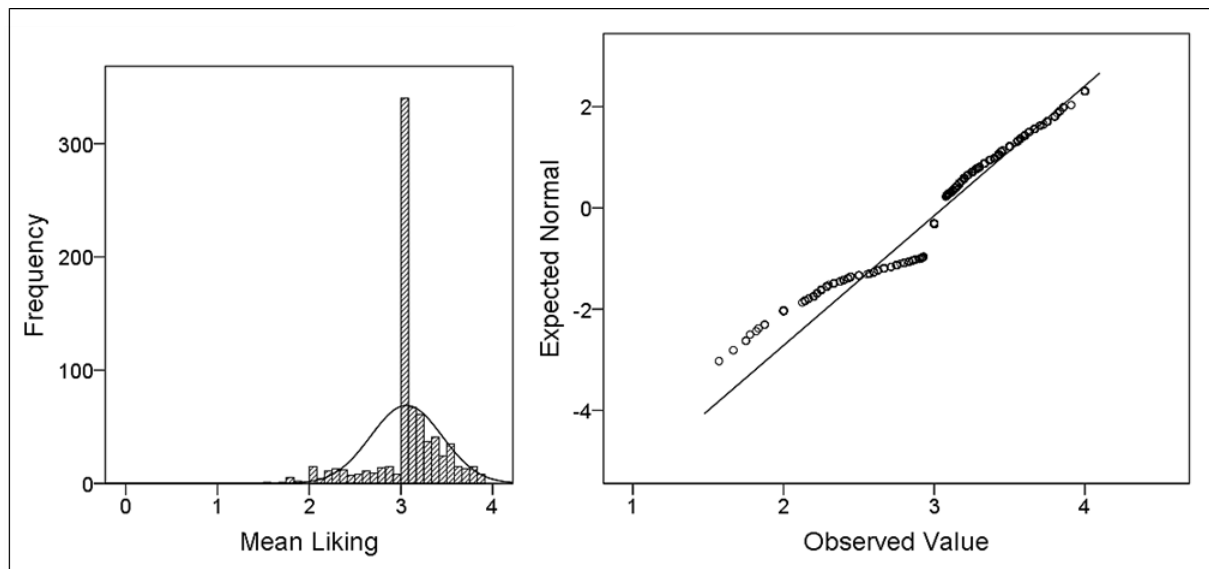 Frequency
300
200
100
0
0 1 2 3 4
Mean Liking
Expected Normal
2
0
-2
-4
1 2 3 4
Observed Value